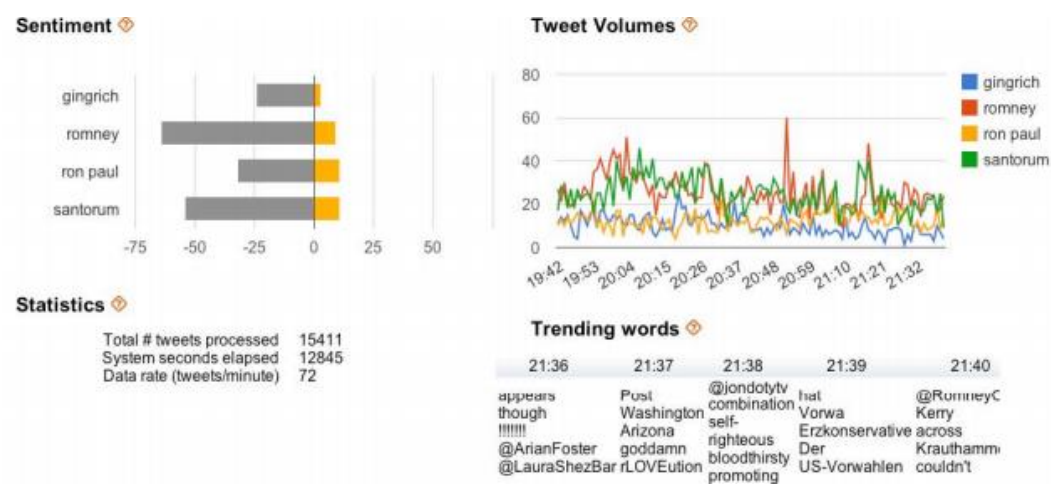 Sentiment
gingrich
romney
ron paul
santorum
-75 -50 -25 0 25 50
Statistics
Total # tweets processed 15411
System seconds elapsed 12845
Data rate (tweets/minute) 72
Tweet Volumes
80
60
40
20
0
19:42 19:53 20:04 20:15 20:26 20:37 20:48 20:59 21:10 21:21 21:32
gingrich
romney
ron paul
santorum
Trending words
21:36 21:37 21:38 21:39 21:40
appears
though
!!!!!!!
@ArianFoster
@LauraShezBar
Post
Washington
Arizona
goddamn
rLOVEution
@jondotytv
combination
self-
righteous
bloodthirsty
promoting
hat
Vorwa
Erzkonservative
Der
US-Vorwahlen
@RomneyC
Kerry
across
Krauthamm
couldn't